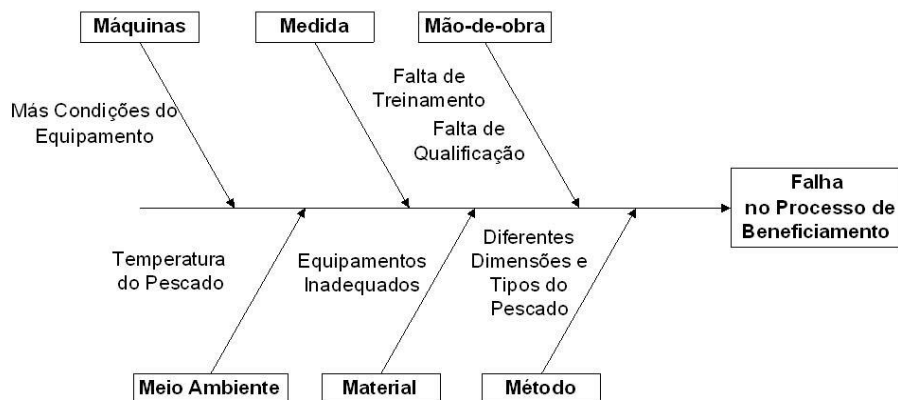 Máquinas
Medida
Mão-de-obra
Más Condições do
Equipamento
Falta de
Treinamento
Falta de
Qualificação
Falha
no Processo de
Beneficiamento
Temperatura
do Pescado
Equipamentos
Inadequados
Diferentes
Dimensões e
Tipos do
Pescado
Meio Ambiente
Material
Método